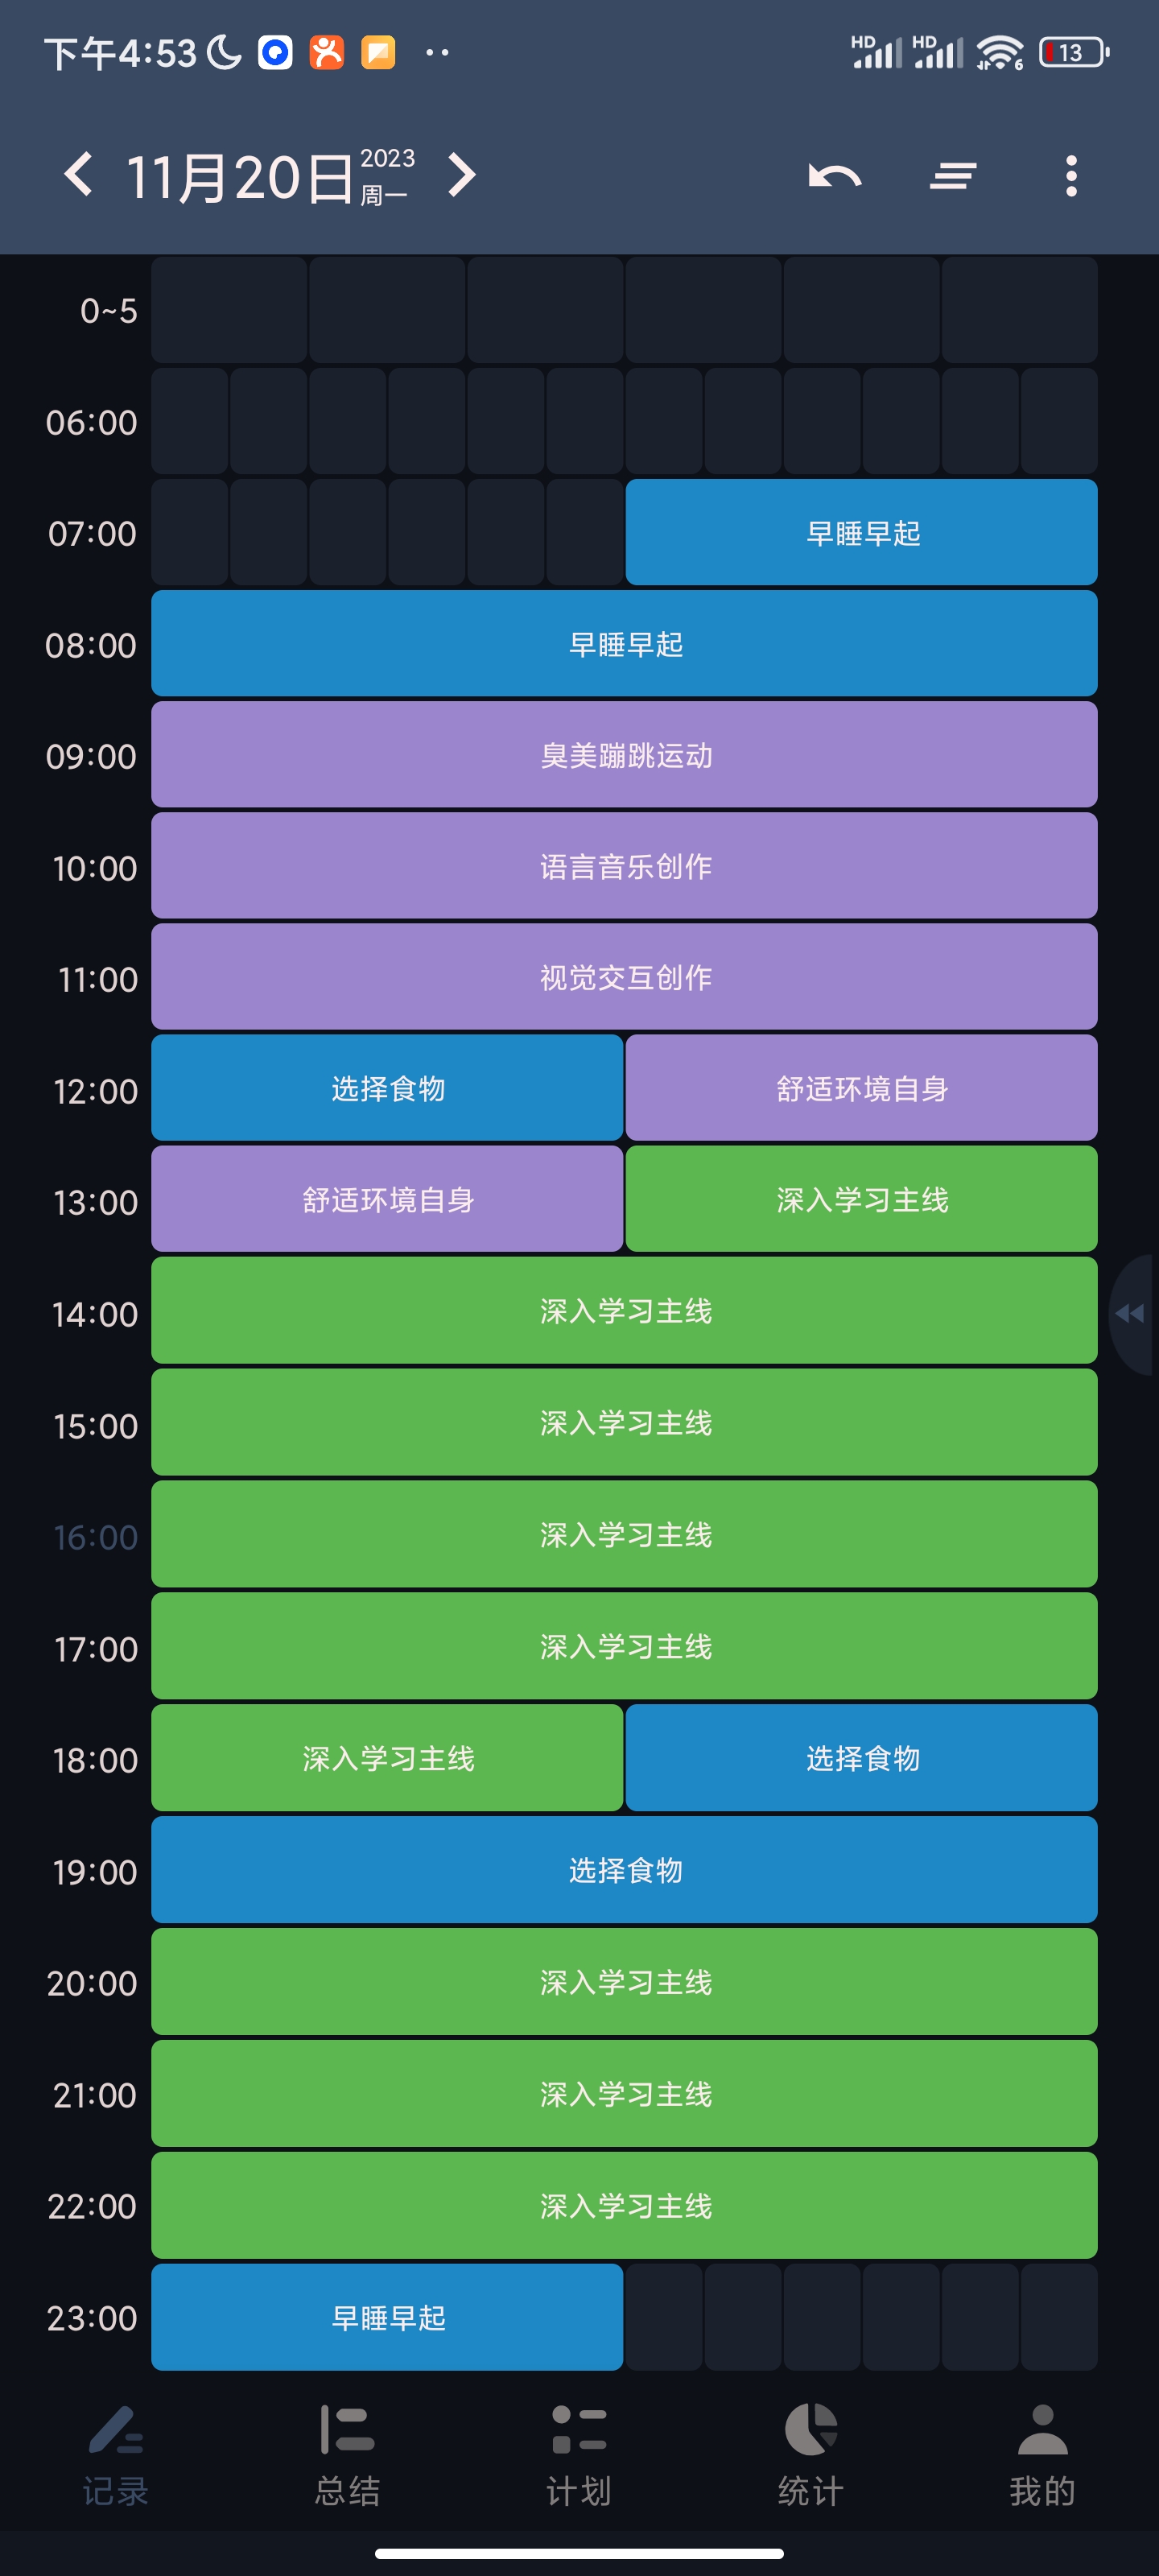 下午4:53 HD HD 6 13
11月20日 2023 周一
0~5
06:00
07:00 早睡早起
08:00 早睡早起
09:00 臭美蹦跳运动
10:00 语言音乐创作
11:00 视觉交互创作
12:00 选择食物 舒适环境自身
13:00 舒适环境自身 深入学习主线
14:00 深入学习主线
15:00 深入学习主线
16:00 深入学习主线
17:00 深入学习主线
18:00 深入学习主线 选择食物
19:00 选择食物
20:00 深入学习主线
21:00 深入学习主线
22:00 深入学习主线
23:00 早睡早起
记录 总结 计划 统计 我的